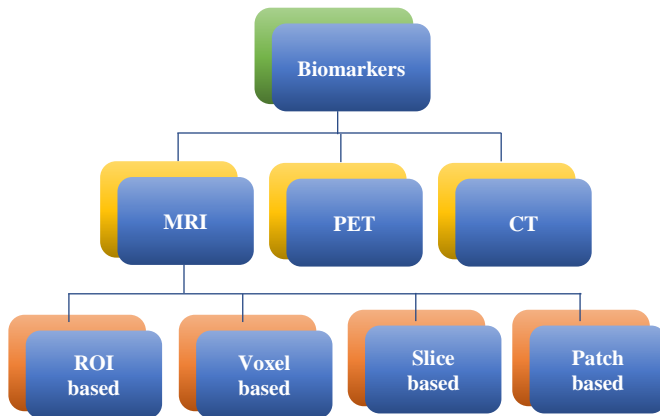 Biomarkers
MRI
PET
CT
ROI
based
Voxel
based
Slice
based
Patch
based